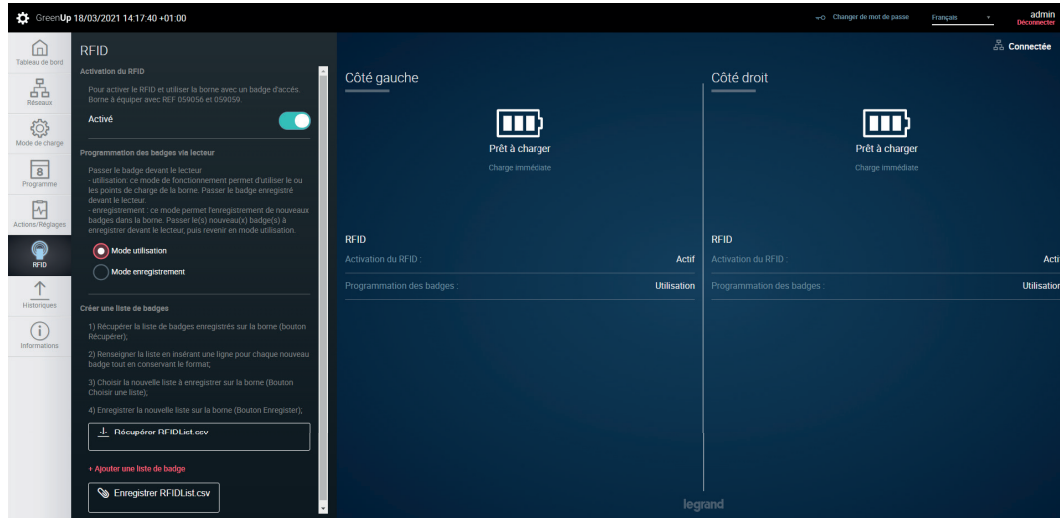 GreenUp 18/03/2021 14:17:40 +01:00
Changer de mot de passe
Français
admin
Déconnecter
Tableau de bord
Réseaux
Mode de charge
8
Programme
Actions/Réglages
RFID
Historiques
Informations
RFID
Activation du RFID
Pour activer le RFID et utiliser la borne avec un badge d'accés.
Borne à équiper avec REF 059056 et 059059.
Activé
Programmation des badges via lecteur
Passer le badge devant le lecteur
- utilisation: ce mode de fonctionnement permet d'utiliser le ou
les points de charge de la borne. Passer le badge enregistré
devant le lecteur.
- enregistrement : ce mode permet l'enregistrement de nouveaux
badges dans la borne. Passer le(s) nouveau(x) badge(s) à
enregistrer devant le lecteur, puis revenir en mode utilisation.
Mode utilisation
Mode enregistrement
Créer une liste de badges
1) Récupérer la liste de badges enregistrés sur la borne (bouton
Récupérer);
2) Renseigner la liste en insérant une ligne pour chaque nouveau
badge tout en conservant le format;
3) Choisir la nouvelle liste à enregistrer sur la borne (Bouton
Choisir une liste);
4) Enregistrer la nouvelle liste sur la borne (Bouton Enregister);
Récupérer RFIDList.csv
+ Ajouter une liste de badge
Enregistrer RFIDList.csv
Connectée
Côté gauche
Prêt à charger
Charge immédiate
RFID
Activation du RFID : Actif
Programmation des badges : Utilisation
Côté droit
Prêt à charger
Charge immédiate
RFID
Activation du RFID : Acti
Programmation des badges : Utilisation
legrand